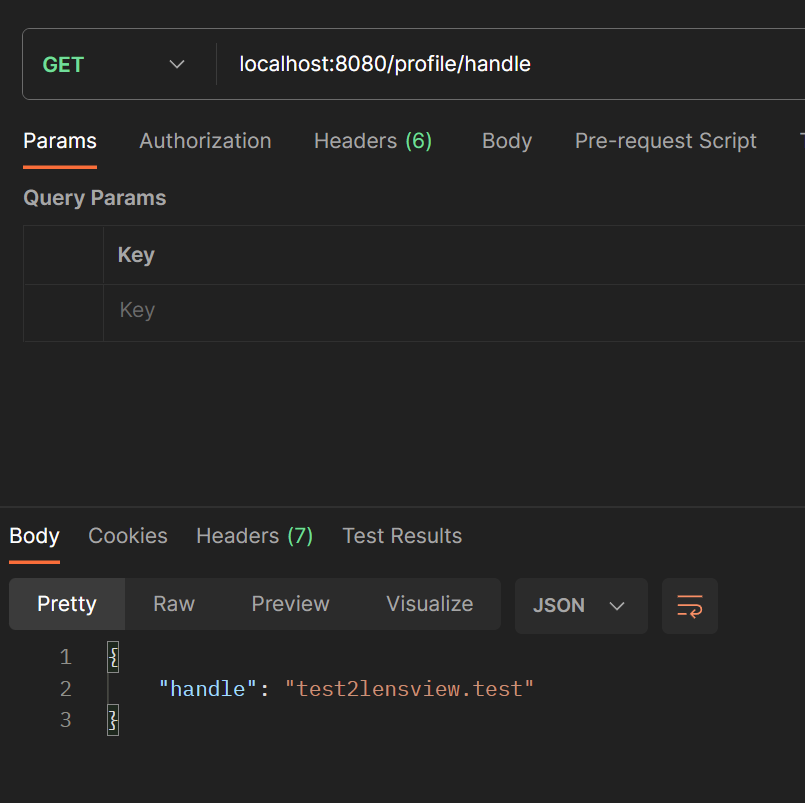 GET localhost:8080/profile/handle
Params Authorization Headers (6) Body Pre-request Script
Query Params
Key
Key
Body Cookies Headers (7) Test Results
Pretty Raw Preview Visualize JSON
1 {
2 "handle": "test2lensview.test"
3 }